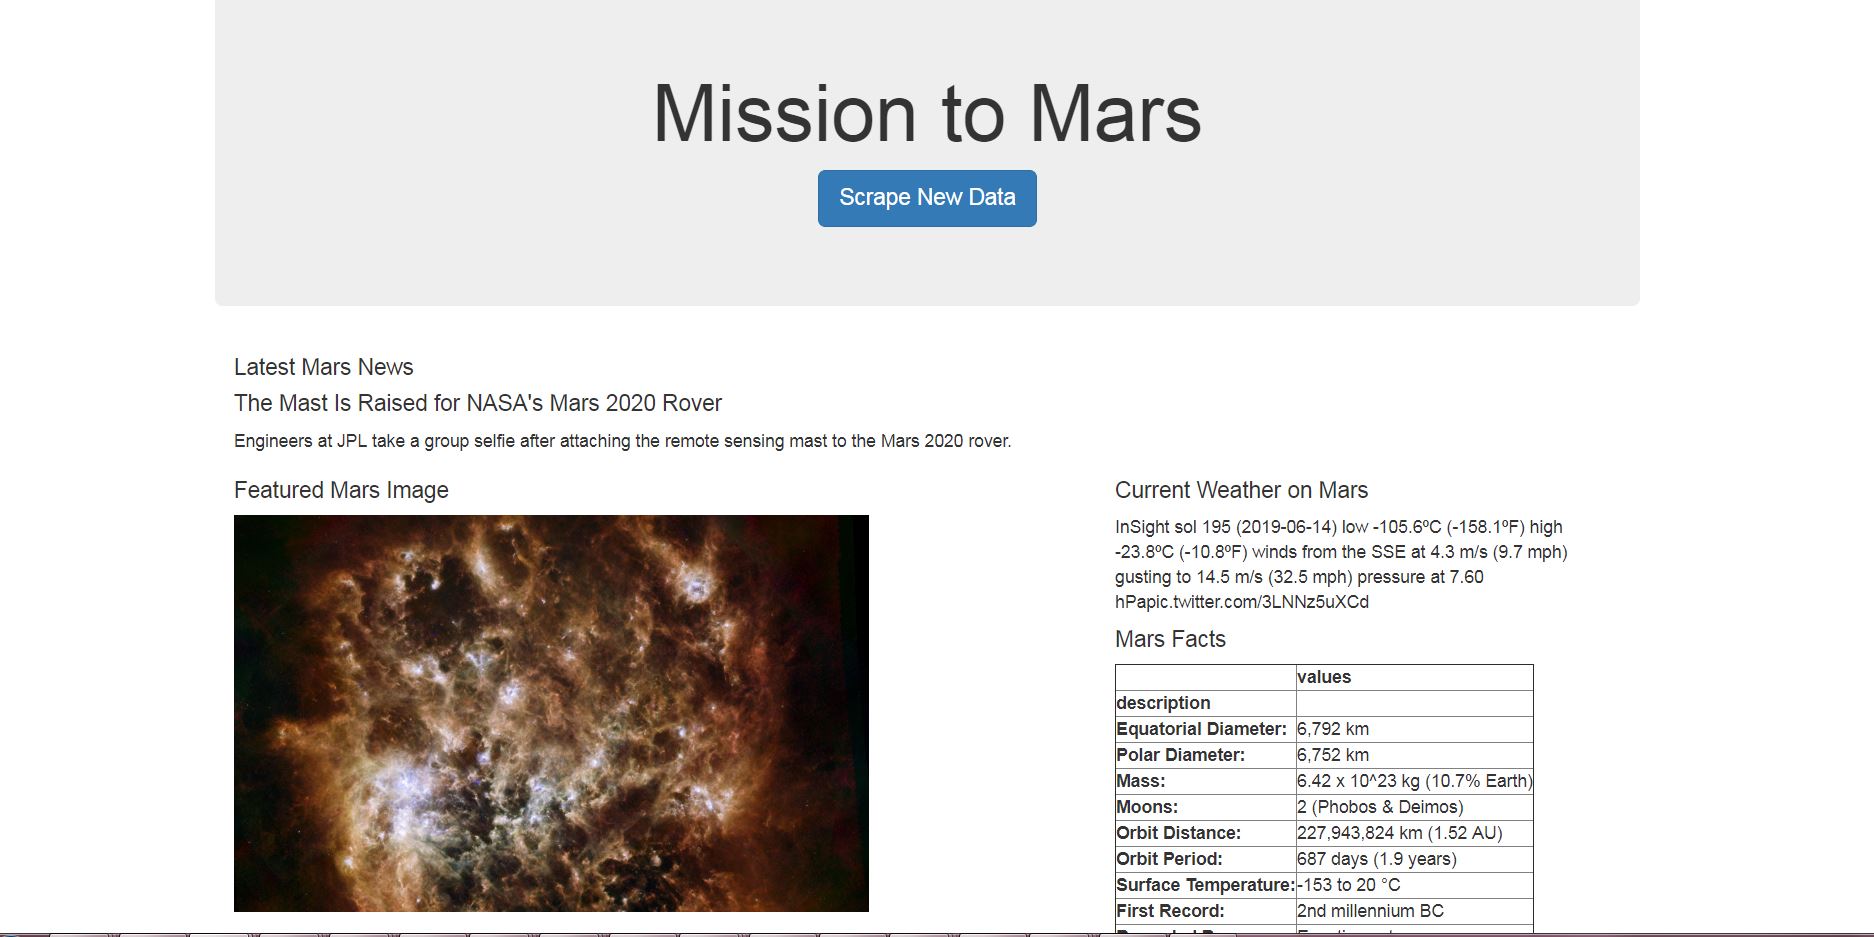 Mission to Mars
Scrape New Data
Latest Mars News
The Mast Is Raised for NASA's Mars 2020 Rover
Engineers at JPL take a group selfie after attaching the remote sensing mast to the Mars 2020 rover.
Featured Mars Image
Current Weather on Mars
InSight sol 195 (2019-06-14) low -105.6ºC (-158.1ºF) high
-23.8ºC (-10.8ºF) winds from the SSE at 4.3 m/s (9.7 mph)
gusting to 14.5 m/s (32.5 mph) pressure at 7.60
hPapic.twitter.com/3LNNz5uXCd
Mars Facts
values
description
Equatorial Diameter: 6,792 km
Polar Diameter: 6,752 km
Mass: 6.42 x 10^23 kg (10.7% Earth)
Moons: 2 (Phobos & Deimos)
Orbit Distance: 227,943,824 km (1.52 AU)
Orbit Period: 687 days (1.9 years)
Surface Temperature: -153 to 20 °C
First Record: 2nd millennium BC